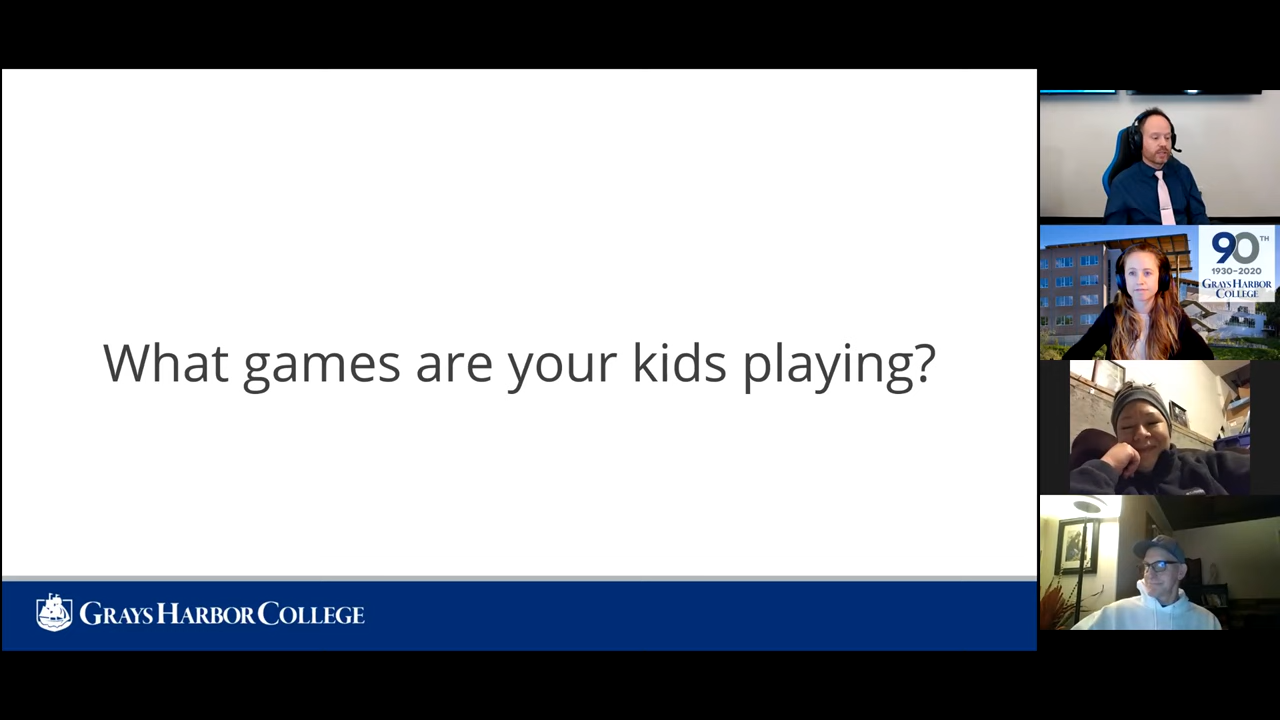 What games are your kids playing?
GRAYS HARBOR COLLEGE
90TH
1930-2020
GRAYS HARBOR
COLLEGE